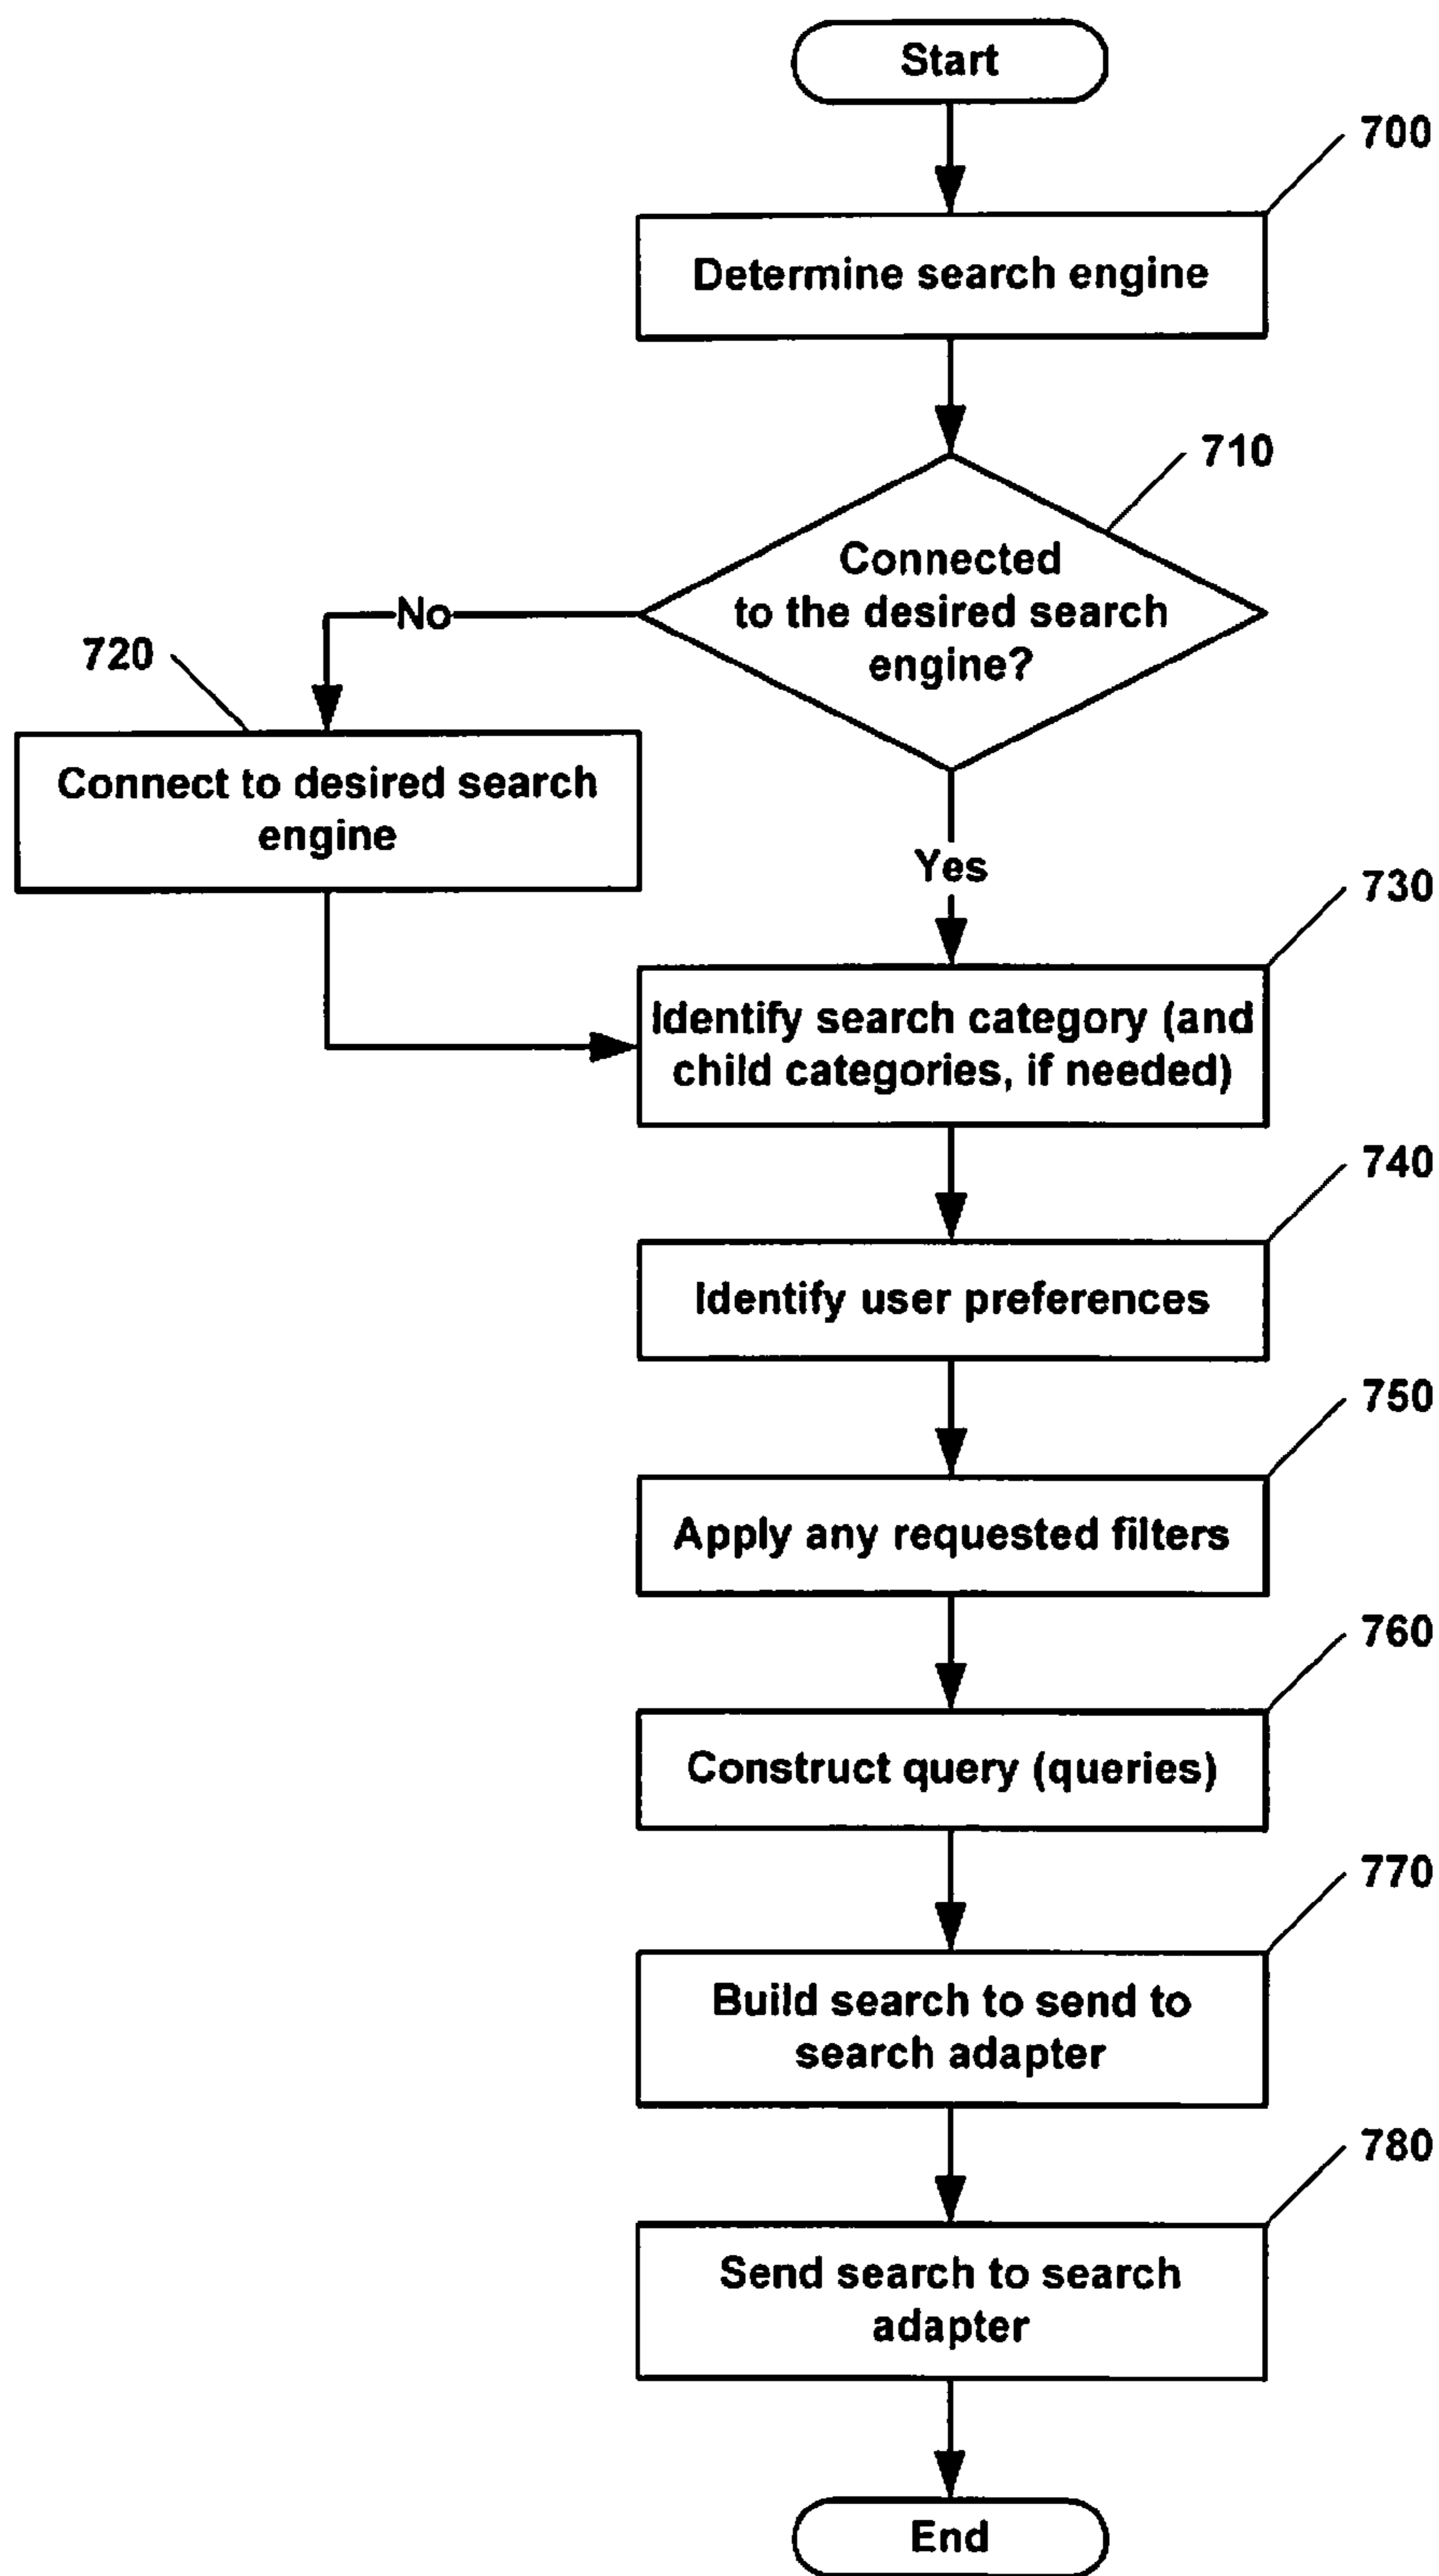 Start
700
Determine search engine
710
Connected
to the desired search
engine?
No
720
Connect to desired search
engine
Yes
730
Identify search category (and
child categories, if needed)
740
Identify user preferences
750
Apply any requested filters
760
Construct query (queries)
770
Build search to send to
search adapter
780
Send search to search
adapter
End